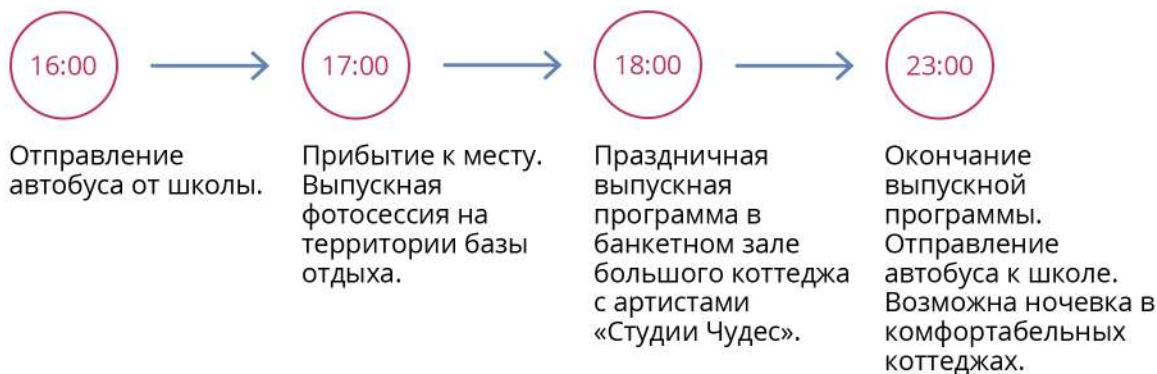 16:00
17:00
18:00
23:00
Отправление
автобуса от школы.
Прибытие к месту.
Выпускная
фотосессия на
территории базы
отдыха.
Праздничная
выпускная
программа в
банкетном зале
большого коттеджа
с артистами
«Студии Чудес».
Окончание
выпускной
программы.
Отправление
автобуса к школе.
Возможна ночевка в
комфортабельных
коттеджах.